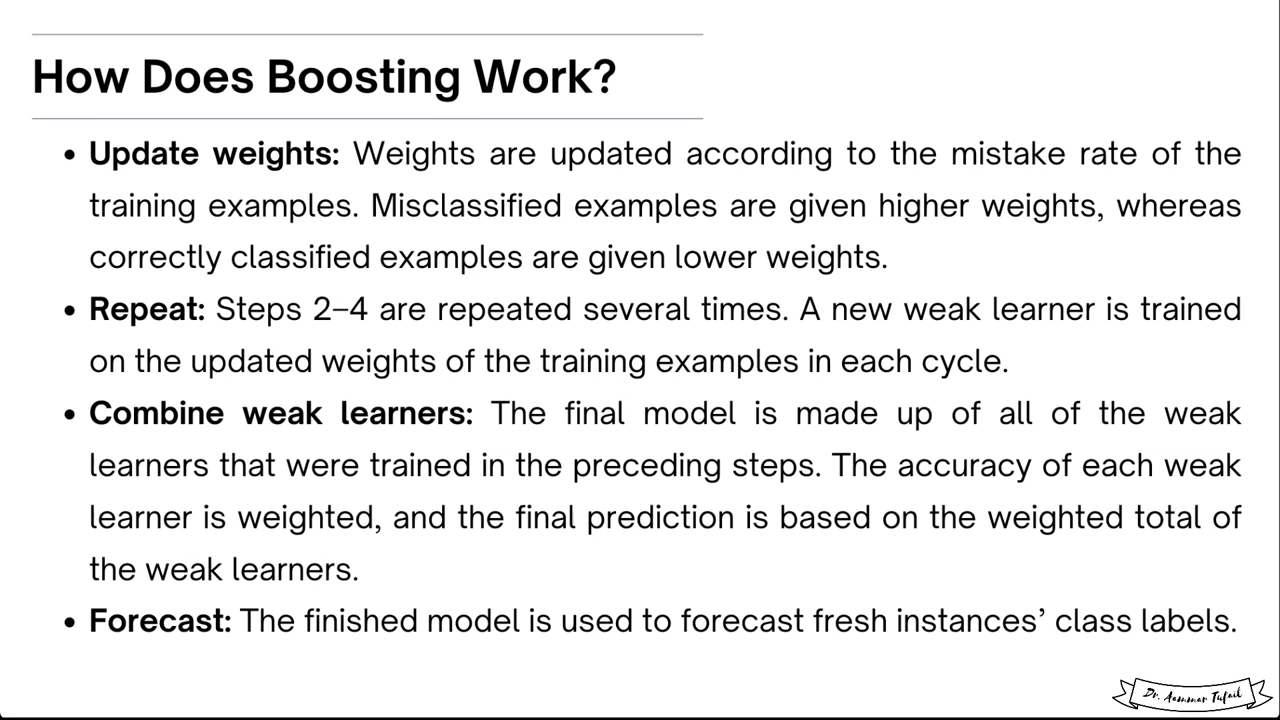 How Does Boosting Work?
• Update weights: Weights are updated according to the mistake rate of the
training examples. Misclassified examples are given higher weights, whereas
correctly classified examples are given lower weights.
• Repeat: Steps 2–4 are repeated several times. A new weak learner is trained
on the updated weights of the training examples in each cycle.
• Combine weak learners: The final model is made up of all of the weak
learners that were trained in the preceding steps. The accuracy of each weak
learner is weighted, and the final prediction is based on the weighted total of
the weak learners.
• Forecast: The finished model is used to forecast fresh instances’ class labels.
Dr. Aammar Tufail